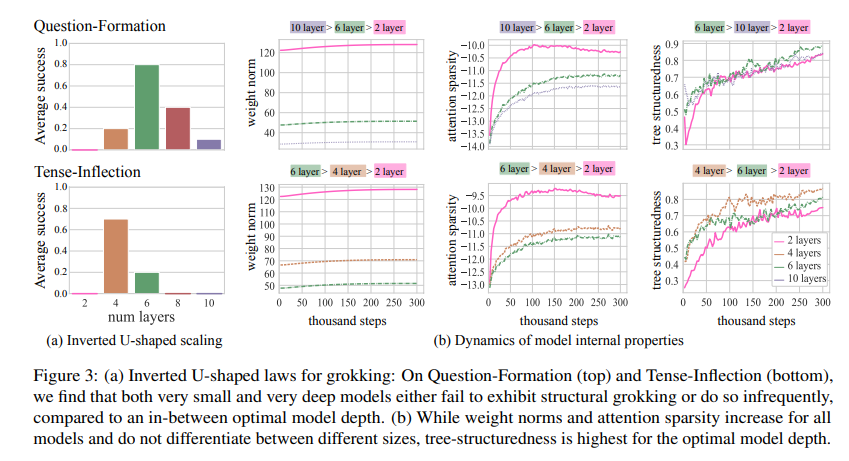 Question-Formation
Average success
1.0
0.8
0.6
0.4
0.2
0.0
10 layer > 6 layer > 2 layer
weight norm
120
100
80
60
40
10 layer > 6 layer > 2 layer
attention sparsity
−10.0
−10.5
−11.0
−11.5
−12.0
−12.5
−13.0
−13.5
−14.0
6 layer > 10 layer > 2 layer
tree structuredness
0.9
0.8
0.7
0.6
0.5
0.4
0.3
Tense-Inflection
Average success
1.0
0.8
0.6
0.4
0.2
0.0
2 4 6 8 10
num layers
6 layer > 4 layer > 2 layer
weight norm
130
120
110
100
90
80
70
60
50
0 50 100 150 200 250 300
thousand steps
6 layer > 4 layer > 2 layer
attention sparsity
−9.5
−10.0
−10.5
−11.0
−11.5
−12.0
−12.5
−13.0
0 50 100 150 200 250 300
thousand steps
4 layer > 6 layer > 2 layer
tree structuredness
0.8
0.7
0.6
0.5
0.4
0.3
2 layers
4 layers
6 layers
10 layers
0 50 100 150 200 250 300
thousand steps
(a) Inverted U-shaped scaling
(b) Dynamics of model internal properties
Figure 3: (a) Inverted U-shaped laws for grokking: On Question-Formation (top) and Tense-Inflection (bottom),
we find that both very small and very deep models either fail to exhibit structural grokking or do so infrequently,
compared to an in-between optimal model depth. (b) While weight norms and attention sparsity increase for all
models and do not differentiate between different sizes, tree-structuredness is highest for the optimal model depth.